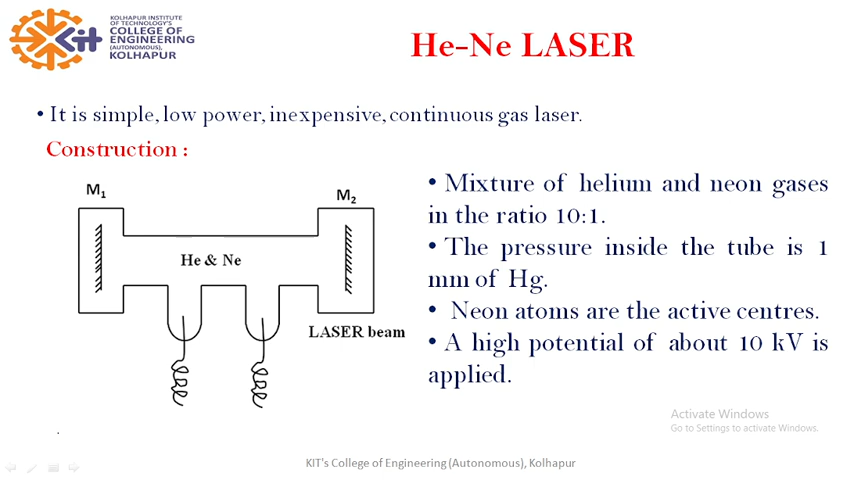 KOLHAPUR INSTITUTE
OF TECHNOLOGY'S
COLLEGE OF
ENGINEERING
(AUTONOMOUS),
KOLHAPUR
Kit
He-Ne LASER
• It is simple, low power, inexpensive, continuous gas laser.
Construction :
M1
M2
He & Ne
LASER beam
• Mixture of helium and neon gases
in the ratio 10:1.
• The pressure inside the tube is 1
mm of Hg.
• Neon atoms are the active centres.
• A high potential of about 10 kV is
applied.
.
Activate Windows
Go to Settings to activate Windows.
KIT's College of Engineering (Autonomous), Kolhapur